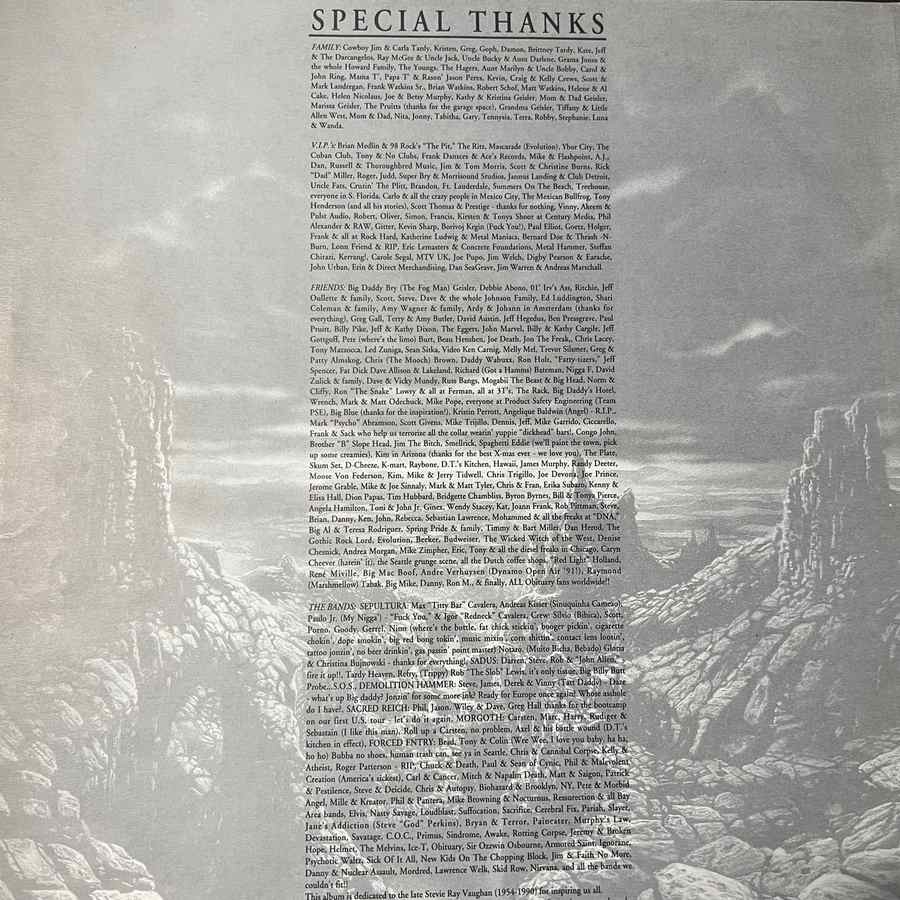 SPECIAL THANKS
FAMILY: Cowboy Jim & Carla Tardy, Kristen, Greg, Geph, Damon, Brittney Tardy, Kate, Jeff
& The Darcangelos, Ray McGee & Uncle Jack, Uncle Bucky & Aunt Darlene, Grama Jones &
the whole Howard Family, The Youngs, The Hagers, Aunt Marilyn & Uncle Bobby, Carol &
John Ring, Mama T', Papa T' & Rason' Jason Perez, Kevin, Craig & Kelly Crews, Scott &
Mark Landregan, Frank Watkins Sr., Brian Watkins, Robert Schof, Matt Watkins, Helene & Al
Cake, Helen Nicolaus, Joe & Betsy Murphy, Kathy & Kristina Geisler, Mom & Dad Geisler,
Marissa Geisler, The Pruitts (thanks for the garage space), Grandma Geisler, Tiffany & Little
Allen West, Mom & Dad, Nita, Jonny, Tabitha, Gary, Tennysia, Terra, Robby, Stephanie, Luna
& Wanda.
V.I.P.'s: Brian Medlin & 98 Rock's "The Pit," The Ritz, Mascarade (Evolution), Ybor City, The
Cuban Club, Tony & No Clubs, Frank Dancers & Ace's Records, Mike & Flashpoint, A.J.,
Dan, Russell & Thoroughbred Music, Jim & Tom Morris, Scott & Christine Burns, Rick
"Dad" Miller, Roger, Judd, Super Bry & Morrisound Studios, Jannus Landing & Club Detroit,
Uncle Fats, Cruzin' The Plitt, Brandon, Ft. Lauderdale, Summers On The Beach, Treehouse,
everyone in S. Florida, Carlo & all the crazy people in Mexico City, The Mexican Bullfrog, Tony
Henderson (and all his stories), Scott Thomas & Prestige - thanks for nothing, Vinny, Akeem &
Pulst Audio, Robert, Oliver, Simon, Francis, Kirsten & Tonya Shoor at Century Media, Phil
Alexander & RAW, Gitter, Kevin Sharp, Borivoj Krgin (Fuck You!), Paul Elliot, Goetz, Holger,
Frank & all at Rock Hard, Katherine Ludwig & Metal Maniacs, Bernard Doe & Thrash -N-
Burn, Lonn Friend & RIP, Eric Lemasters & Concrete Foundations, Metal Hammer, Steffan
Chirazi, Kerrang!, Carole Segal, MTV UK, Joe Pupo, Jim Welch, Digby Pearson & Earache,
John Urban, Erin & Direct Merchandising, Dan SeaGrave, Jim Warren & Andreas Marschall.
FRIENDS: Big Daddy Bry (The Fog Man) Geisler, Debbie Abono, 01' Irv's Ass, Ritchie, Jeff
Oullette & family, Scott, Steve, Dave & the whole Johnson Family, Ed Luddington, Shari
Coleman & family, Amy Wagner & family, Ardy & Johann in Amsterdam (thanks for
everything), Greg Gall, Terry & Amy Butler, David Austin, Jeff Hegedus, Ben Pressgreve, Paul
Pruitt, Billy Pike, Jeff & Kathy Dixon, The Eggers, John Marvel, Billy & Kathy Cargile, Jeff
Gottguff, Pete (where's the limo) Burt, Beau Henshen, Joe Death, Jon The Freak,, Chris Lacey,
Tony Mazzocca, Led Zuniga, Sean Sitka, Video Ken Carnig, Melly Mel, Trevor Silmser, Greg &
Patty Almskog, Chris (The Mooch) Brown, Daddy Wabuxx, Ron Holt, "Fatty-tizers," Jeff
Spencer, Fat Dick Dave Allison & Lakeland, Richard (Got a Hamms) Bateman, Nigga F, David
Zulick & family, Dave & Vicky Mundy, Russ Bangs, Mogabii The Beast & Big Head, Norm &
Cliffy, Ron "The Snake" Lowry & all at Ferman, all at 31's, The Rack, Big Daddy's Hotel,
Wrench, Mark & Matt Odechuck, Mike Pope, everyone at Product Safety Engineering (Team
PSE), Big Blue (thanks for the inspiration!), Kristin Perrott, Angelique Baldwin (Angel) - R.I.P.,
Mark "Psycho" Abramson, Scott Givens, Mike Trijillo, Dennis, Jeff, Mike Garrido, Ciccarello,
Frank & Sack who help us terrorize all the collar wearin' yuppie "dickhead" bars!, Congo John,
Brother "B" Slope Head, Jim The Bitch, Smellrick, Spaghetti Eddie (we'll paint the town, pick
up some creamies), Kim in Arizona (thanks for the best X-mas ever - we love you), The Plate,
Skum Set, D-Cheeze, K-mart, Raybone, D.T.'s Kitchen, Hawaii, James Murphy, Randy Deeter,
Moose Von Federson, Kim, Mike & Jerry Tidwell, Chris Trigillo, Joe Devona, Joe Prince,
Jerome Grable, Mike & Joe Sinnaly, Mark & Matt Tyler, Chris & Fran, Erika Subam, Kenny &
Elisa Hall, Dion Papas, Tim Hubbard, Bridgette Chambliss, Byron Byrnes, Bill & Tonya Pierce,
Angela Hamilton, Toni & John Jr. Ginex, Wendy Stacey, Kat, Joann Frank, Rob Pittman, Steve,
Brian, Danny, Ken, John, Rebecca, Sebastian Lawrence, Mohammed & all the freaks at "DNA,"
Big Al & Teresa Rodriguez, Spring Pride & family, Timmy & Bart Miller, Dan Herod, The
Gothic Rock Lord, Evolution, Beeker, Budweiser, The Wicked Witch of the West, Denise
Chesnick, Andrea Morgan, Mike Zimpher, Eric, Tony & all the diesel freaks in Chicago, Caryn
Cheever (hatein' it), the Seattle grunge scene, all the Dutch coffee shops, "Red Light" Holland,
René Miville, Big Mac Boof, Andre Verhuysen (Dynamo Open Air '91!), Raymond
(Marshmellow) Tabak, Big Mike, Danny, Ron M., & finally, ALL Obituary fans worldwide!!
THE BANDS: SEPULTURA: Max "Titty Bar" Cavalera, Andreas Kisser (Sinuquinha Camezo),
Paulo Jr. (My Nigga') - "Fuck You," & Igor "Redneck" Cavalera, Crew: Silvio (Bibica), Scott,
Porno, Goody, Gerrel, Nino (where's the bottle, fat thick stickin', booger pickin', cigarette
chokin', dope smokin', big red bong tokin', music mixin', corn shittin', contact lens lootin',
tattoo jonzin', no beer drinkin', gas passin' point master) Notaro. (Muito Bicha, Bebado) Gloria
& Christina Bujnowski - thanks for everything!, SADUS: Darren, Steve, Rob & "John Allen,"
fire it up!!, Tardy Heaven, Refry, (Trippy) Rob "The Slob" Lewis, it's only tissue, Big Billy Butt
Probe...S.O.S., DEMOLITION HAMMER: Steve, James, Derek & Vinny (Tatt Daddy) - Daze
- what's up Big daddy? Jonzin' for some more ink? Ready for Europe once again? Whose asshole
do I have?, SACRED REICH: Phil, Jason, Wiley & Dave, Greg Hall thanks for the bootcamp
on our first U.S. tour - let's do it again, MORGOTH: Carsten, Marc, Harry, Rudiger &
Sebastain (I like this man), Roll up a Carsten, no problem, Axel & his battle wound (D.T.'s
kitchen in effect), FORCED ENTRY: Brad, Tony & Colin (Wee Wee, I love you baby, ha ha,
ho ho) Bubba no shoes, human trash can, see ya in Seattle, Chris & Cannibal Corpse, Kelly &
Atheist, Roger Patterson - RIP, Chuck & Death, Paul & Sean of Cynic, Phil & Malevolent
Creation (America's sickest), Carl & Cancer, Mitch & Napalm Death, Matt & Saigon, Patrick
& Pestilence, Steve & Deicide, Chris & Autopsy, Biohazard & Brooklyn, NY, Pete & Morbid
Angel, Mille & Kreator, Phil & Pantera, Mike Browning & Nocturnus, Resurrection & all Bay
Area bands, Elvis, Nasty Savage, Loudblast, Suffocation, Sacrifice, Cerebral Fix, Pariah, Slayer,
Jane's Addiction (Steve "God" Perkins), Bryan & Terror, Paincater, Murphy's Law,
Devastation, Savatage, C.O.C., Primus, Sindrome, Awake, Rotting Corpse, Jeremy & Broken
Hope, Helmet, The Melvins, Ice-T, Obituary, Sir Ozzwin Osbourne, Armored Saint, Ignorane,
Psychotic Waltz, Sick Of It All, New Kids On The Chopping Block, Jim & Faith No More,
Danny & Nuclear Assault, Mordred, Lawrence Welk, Skid Row, Nirvana, and all the bands we
couldn't fit!!
This album is dedicated to the late Stevie Ray Vaughan (1954-1990) for inspiring us all.